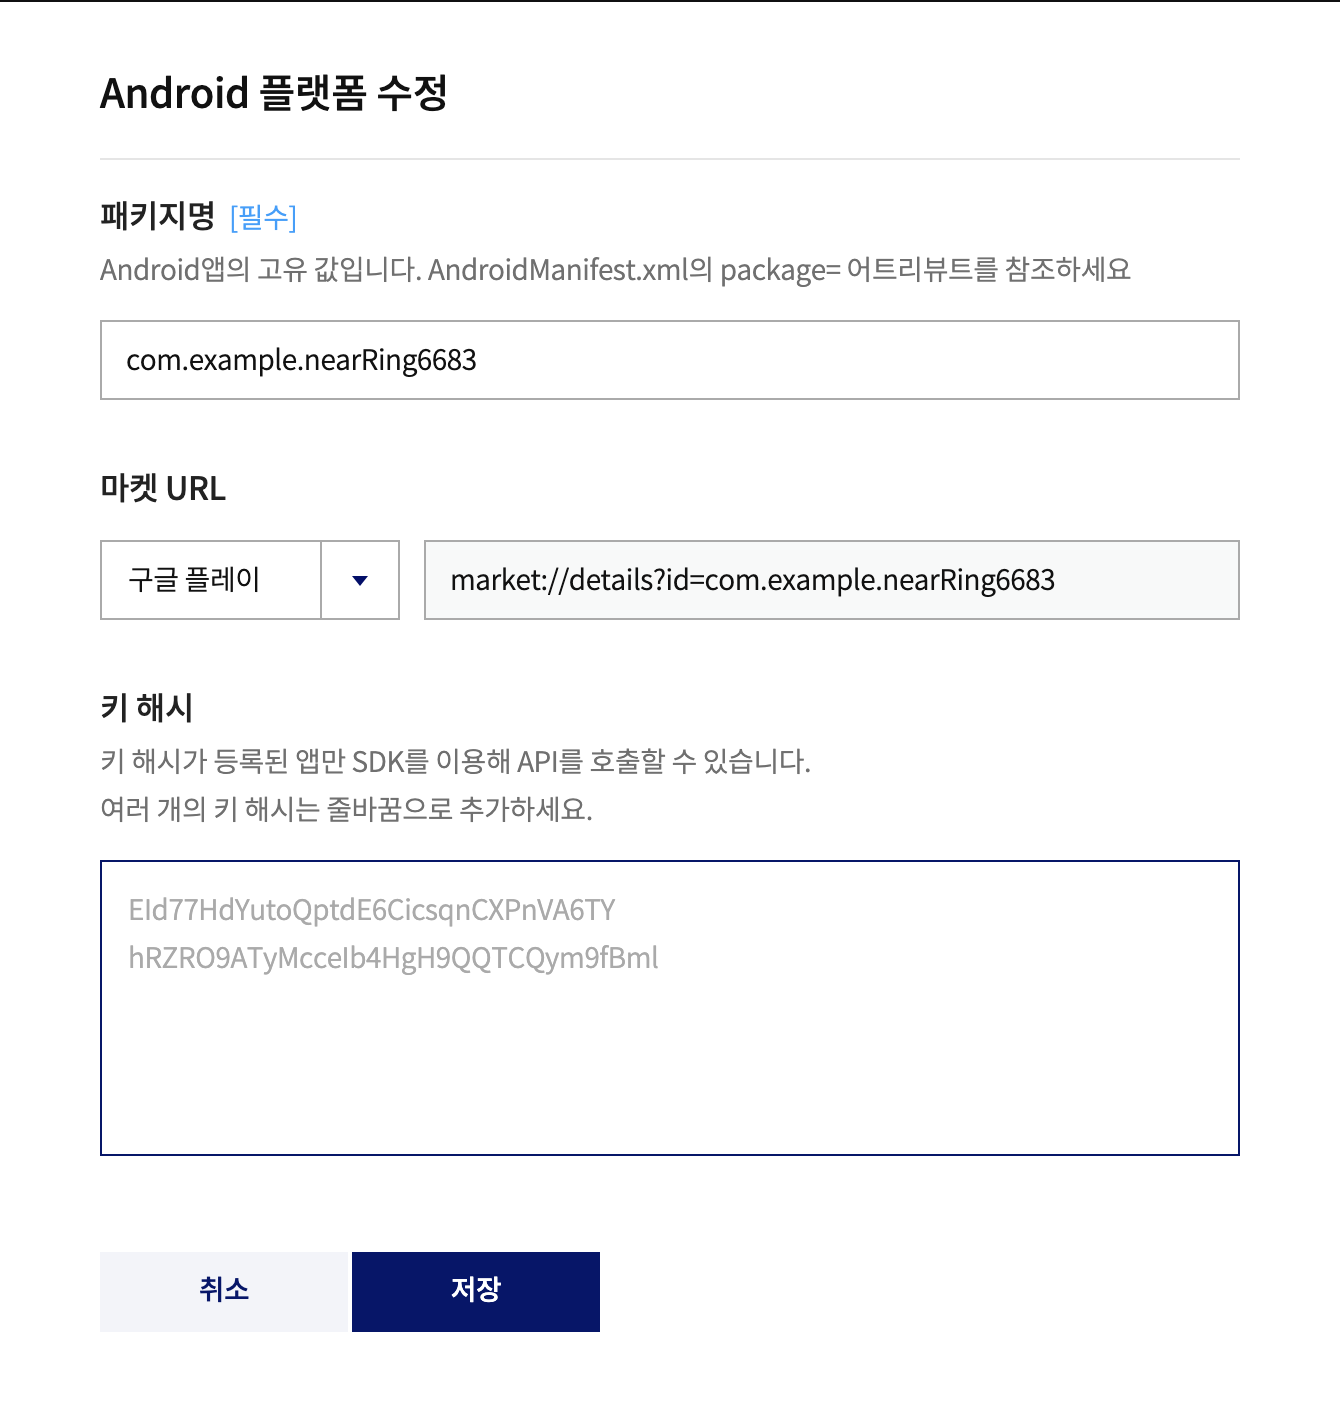 Android 플랫폼 수정
패키지명 [필수]
Android앱의 고유 값입니다. AndroidManifest.xml의 package= 어트리뷰트를 참조하세요
com.example.nearRing6683
마켓 URL
구글 플레이
market://details?id=com.example.nearRing6683
키 해시
키 해시가 등록된 앱만 SDK를 이용해 API를 호출할 수 있습니다.
여러 개의 키 해시는 줄바꿈으로 추가하세요.
EId77HdYutoQptdE6CicsqnCXPnVA6TY
hRZRO9ATyMcceIb4HgH9QQTCQym9fBml
취소
저장